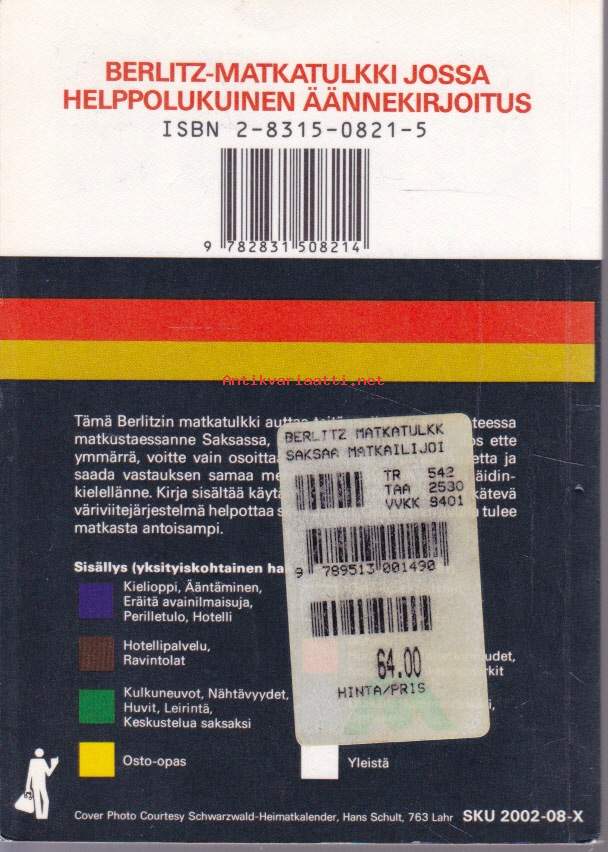 BERLITZ-MATKATULKKI JOSSA
HELPPOLUKUINEN ÄÄNNEKIRJOITUS
ISBN 2-8315-0821-5
9 782831 508214
Antikvariaatti.net
Tämä Berlitzin matkatulkki auttaa
matkustaessanne Saksassa,
ette
ymmärrä, voitte vain
ja
saada vastauksen samaa
kielellänne. Kirja sisältää
kätevä
väriviitejärjestelmä helpottaa
tulee
matkasta antoisampi.
Sisällys (yksityiskohtainen
Kielioppi, Ääntäminen,
Eräitä avainilmaisuja,
Perilletulo, Hotelli
Hotellipalvelu,
Ravintolat
Kulkuneuvot, Nähtävyydet,
Huvit, Leirintä,
Keskustelua saksaksi
Osto-opas
Yleistä
BERLITZ MATKATULKK
SAKSAA MATKAILIJOI
TR 542
TAA 2530
VVKK 9401
9 789513 001490
64.00
HINTA/PRIS
Cover Photo Courtesy Schwarzwald-Heimatkalender, Hans Schult, 763 Lahr
SKU 2002-08-X